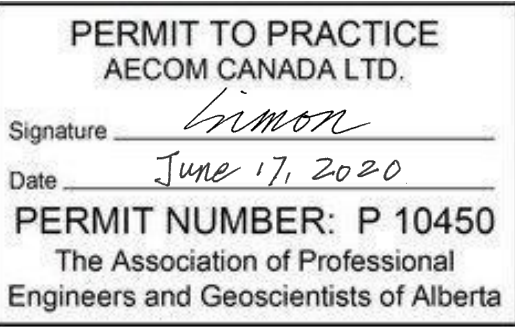 PERMIT TO PRACTICE
AECOM CANADA LTD.
Signature Simon
Date June 17, 2020
PERMIT NUMBER: P 10450
The Association of Professional
Engineers and Geoscientists of Alberta